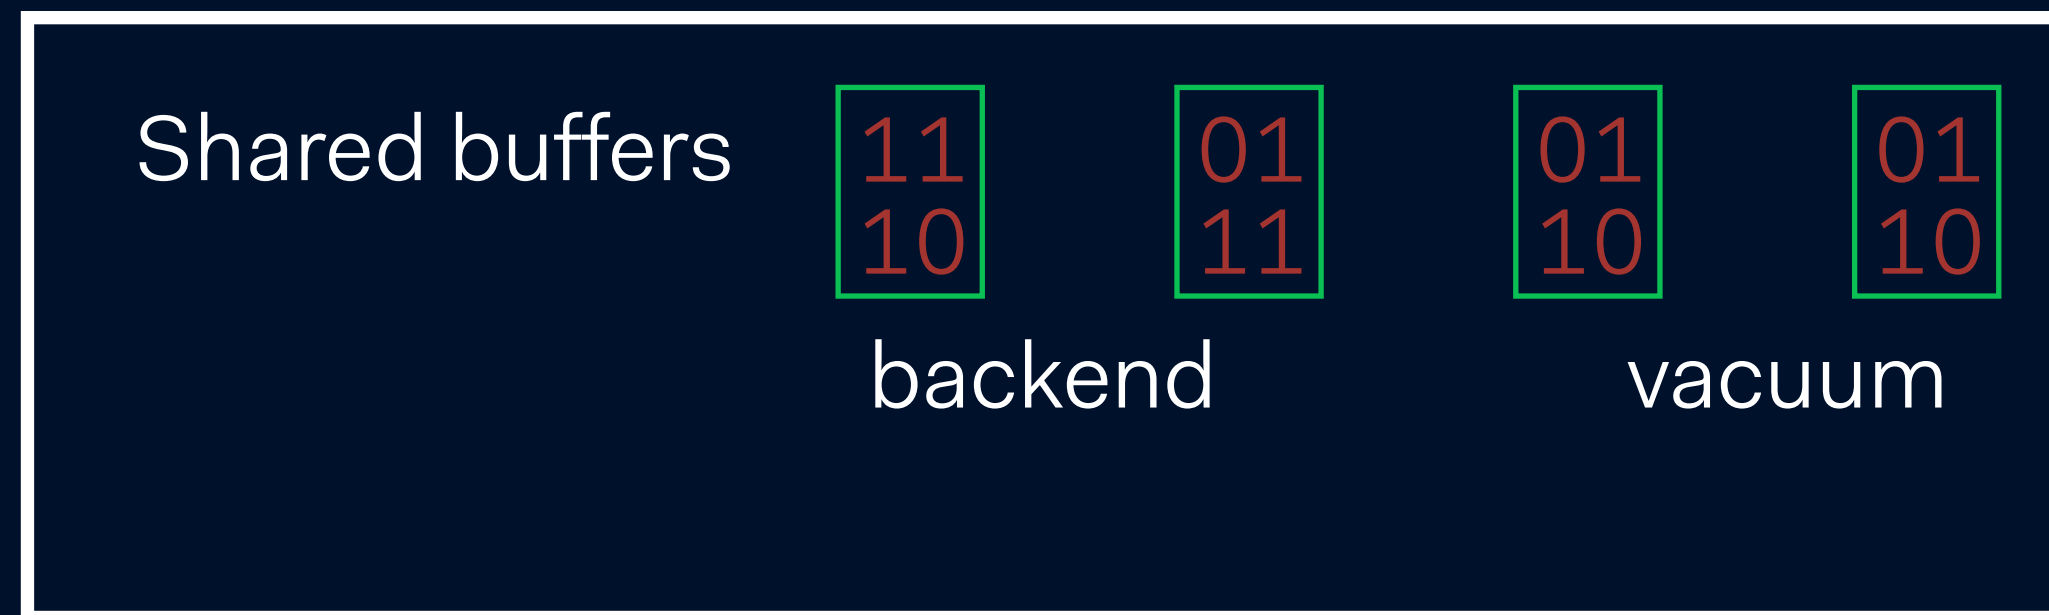 Shared buffers 11 01 01 01
10 11 10 10
backend vacuum